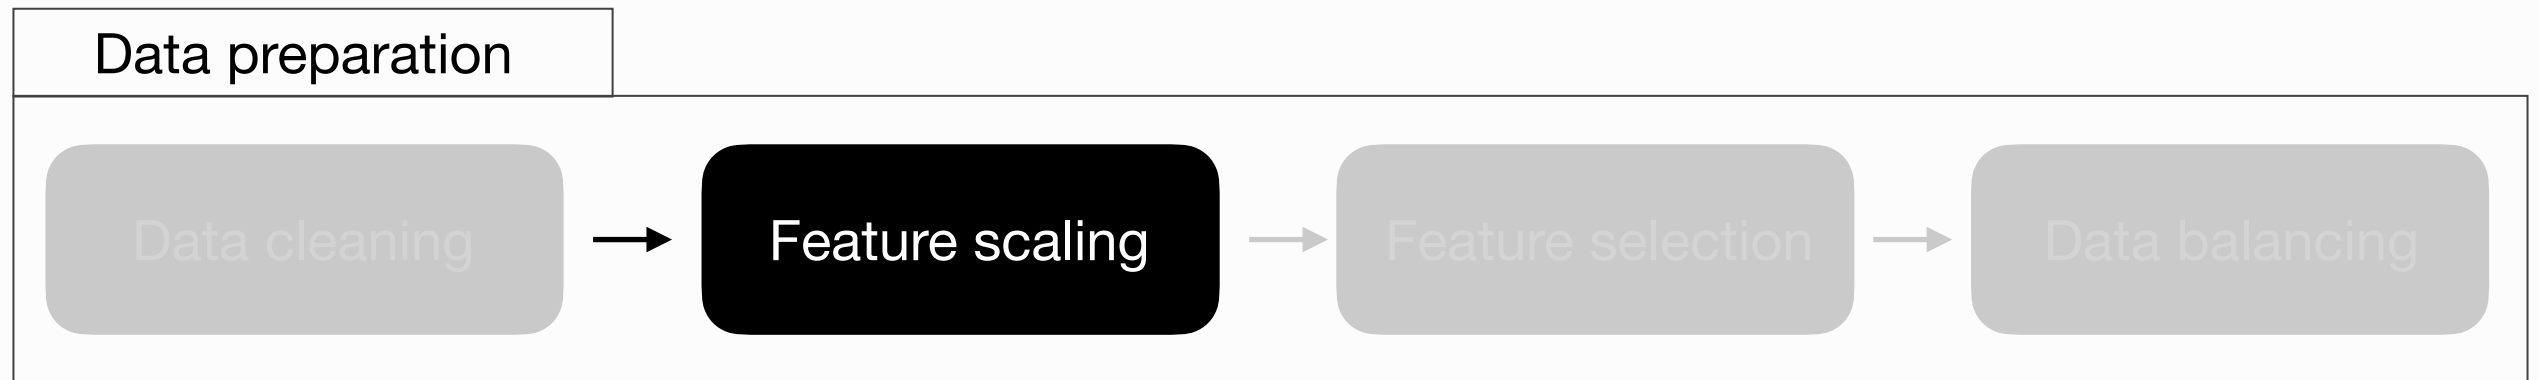 Data preparation
Data cleaning
Feature scaling
Feature selection
Data balancing